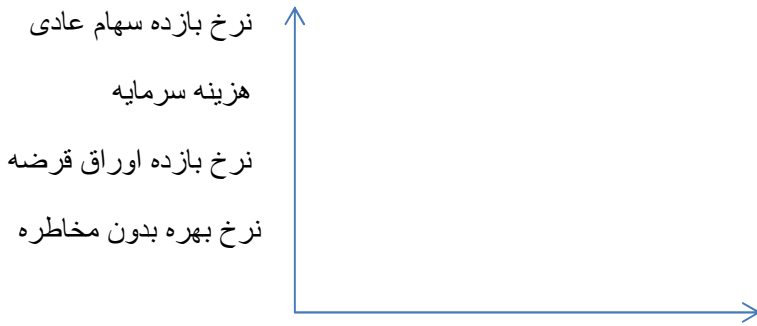 نرخ بازده سهام عادی
هزینه سرمایه
نرخ بازده اوراق قرضه
نرخ بهره بدون مخاطره